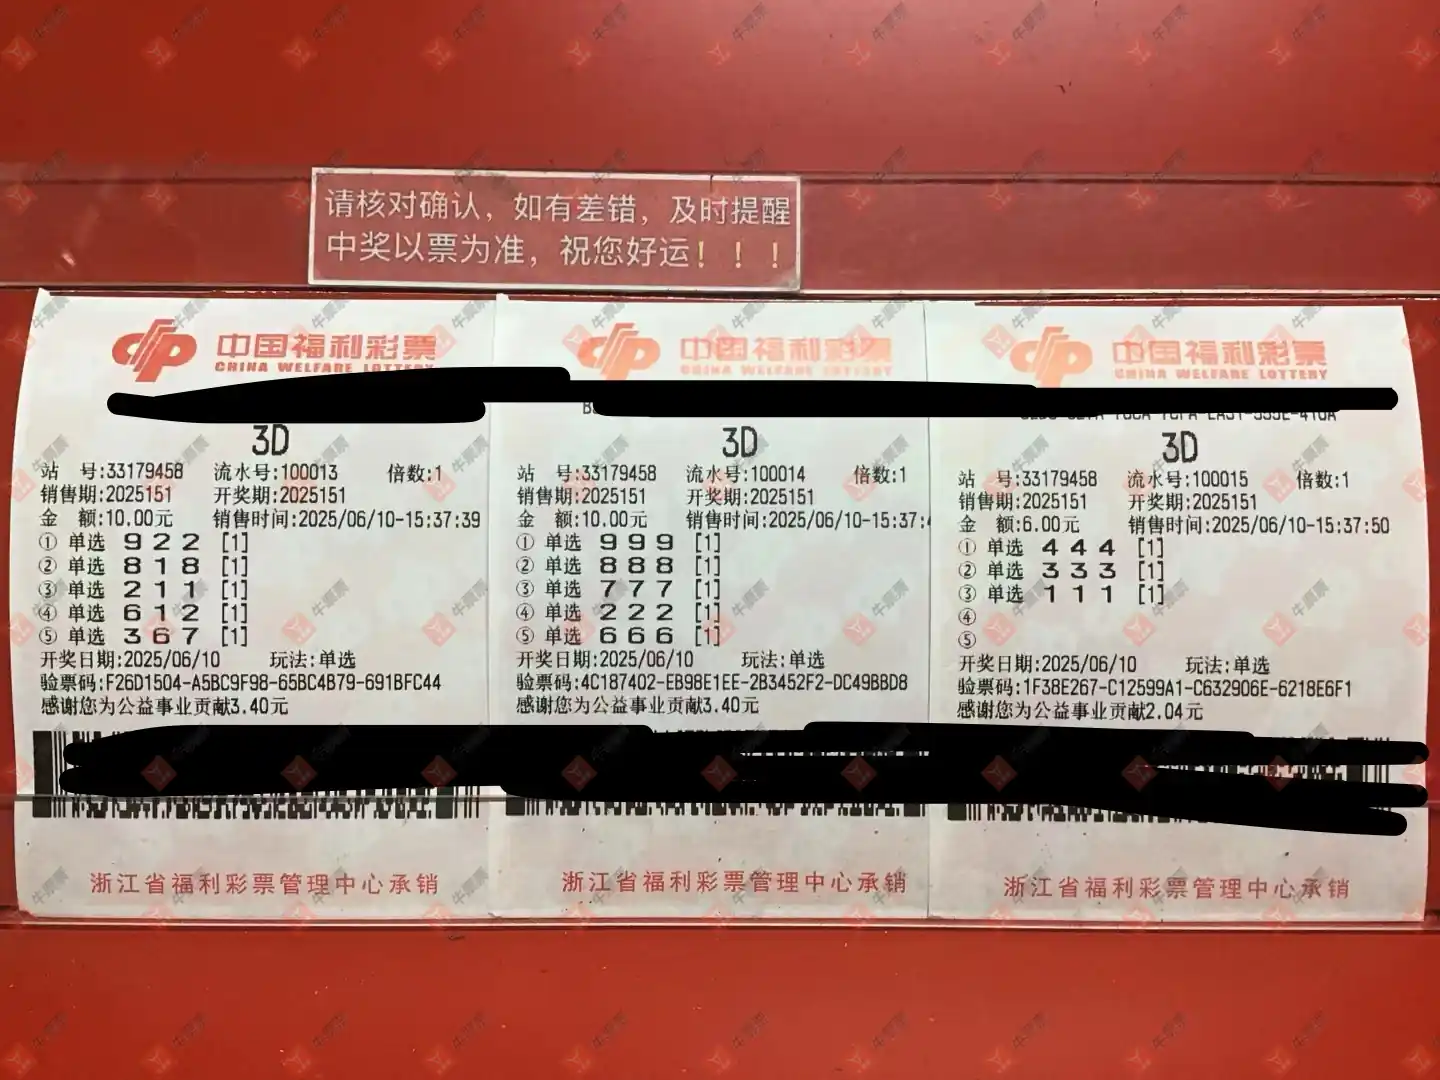 请核对确认，如有差错，及时提醒
中奖以票为准，祝您好运！！！
中国福利彩票
CHINA WELFARE LOTTERY
3D
站 号:33179458 流水号:100013 倍数:1
销售期:2025151 开奖期:2025151
金 额:10.00元 销售时间:2025/06/10-15:37:39
① 单选 9 2 2 [1]
② 单选 8 1 8 [1]
③ 单选 2 1 1 [1]
④ 单选 6 1 2 [1]
⑤ 单选 3 6 7 [1]
开奖日期:2025/06/10 玩法:单选
验票码:F26D1504-A5BC9F98-65BC4B79-691BFC44
感谢您为公益事业贡献3.40元
浙江省福利彩票管理中心承销
中国福利彩票
CHINA WELFARE LOTTERY
3D
站 号:33179458 流水号:100014 倍数:1
销售期:2025151 开奖期:2025151
金 额:10.00元 销售时间:2025/06/10-15:37:
① 单选 9 9 9 [1]
② 单选 8 8 8 [1]
③ 单选 7 7 7 [1]
④ 单选 2 2 2 [1]
⑤ 单选 6 6 6 [1]
开奖日期:2025/06/10 玩法:单选
验票码:4C187402-EB98E1EE-2B3452F2-DC49BBD8
感谢您为公益事业贡献3.40元
浙江省福利彩票管理中心承销
中国福利彩票
CHINA WELFARE LOTTERY
3D
站 号:33179458 流水号:100015 倍数:1
销售期:2025151 开奖期:2025151
金 额:6.00元 销售时间:2025/06/10-15:37:50
① 单选 4 4 4 [1]
② 单选 3 3 3 [1]
③ 单选 1 1 1 [1]
④
⑤
开奖日期:2025/06/10 玩法:单选
验票码:1F38E267-C12599A1-C632906E-6218E6F1
感谢您为公益事业贡献2.04元
浙江省福利彩票管理中心承销
牛票票